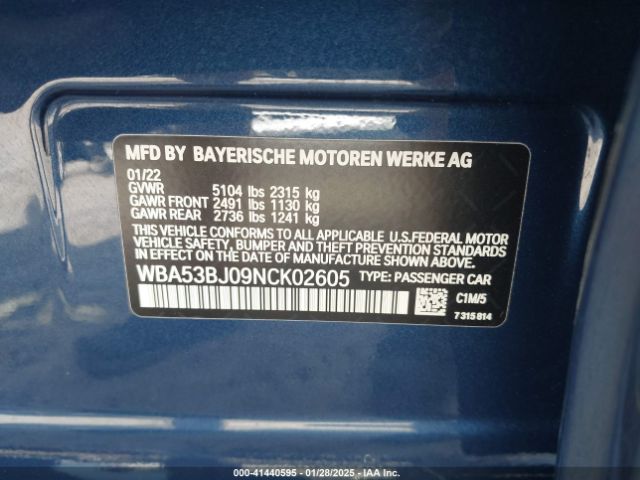 MFD BY BAYERISCHE MOTOREN WERKE AG
01/22
GVWR 5104 lbs 2315 kg
GAWR FRONT 2491 lbs 1130 kg
GAWR REAR 2736 lbs 1241 kg
THIS VEHICLE CONFORMS TO ALL APPLICABLE U.S.FEDERAL MOTOR
VEHICLE SAFETY, BUMPER AND THEFT PREVENTION STANDARDS IN
EFFECT ON THE DATE OF MANUFACTURE SHOWN ABOVE.
WBA53BJ09NCK02605 TYPE: PASSENGER CAR
C1M/5
7315814
000-41440595 • 01/28/2025 • IAA Inc.